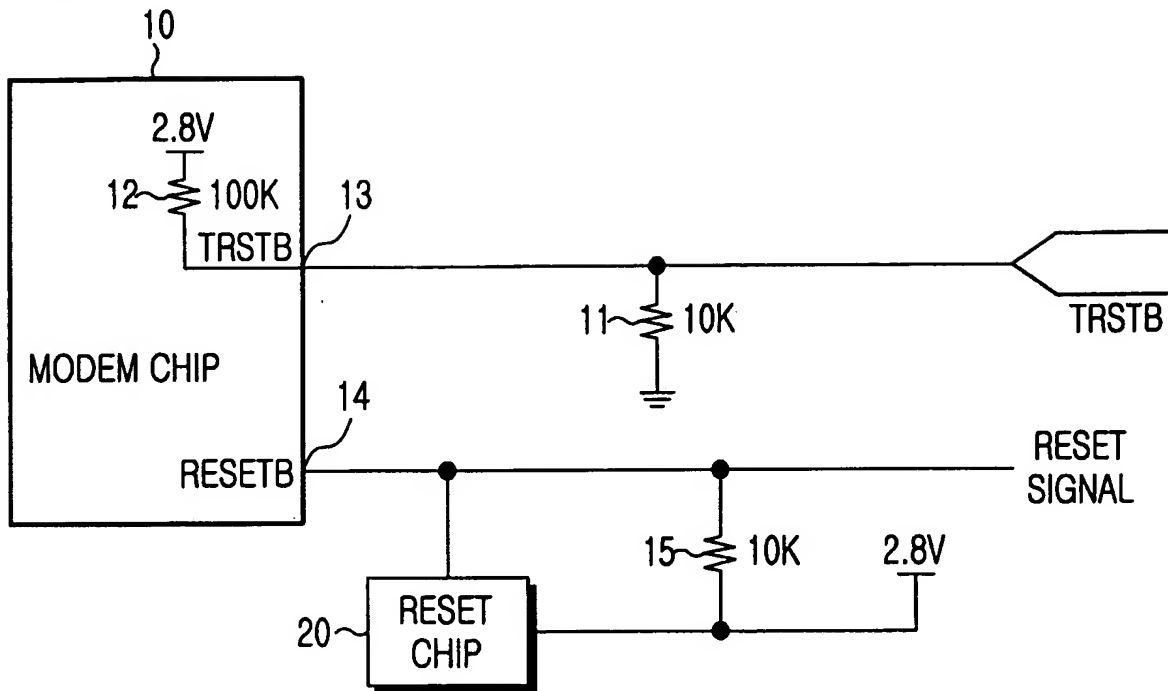 10
2.8V
12 100K 13
TRSTB
11 10K
TRSTB
MODEM CHIP
14
RESETB
RESET
SIGNAL
15 10K 2.8V
20 RESET
CHIP